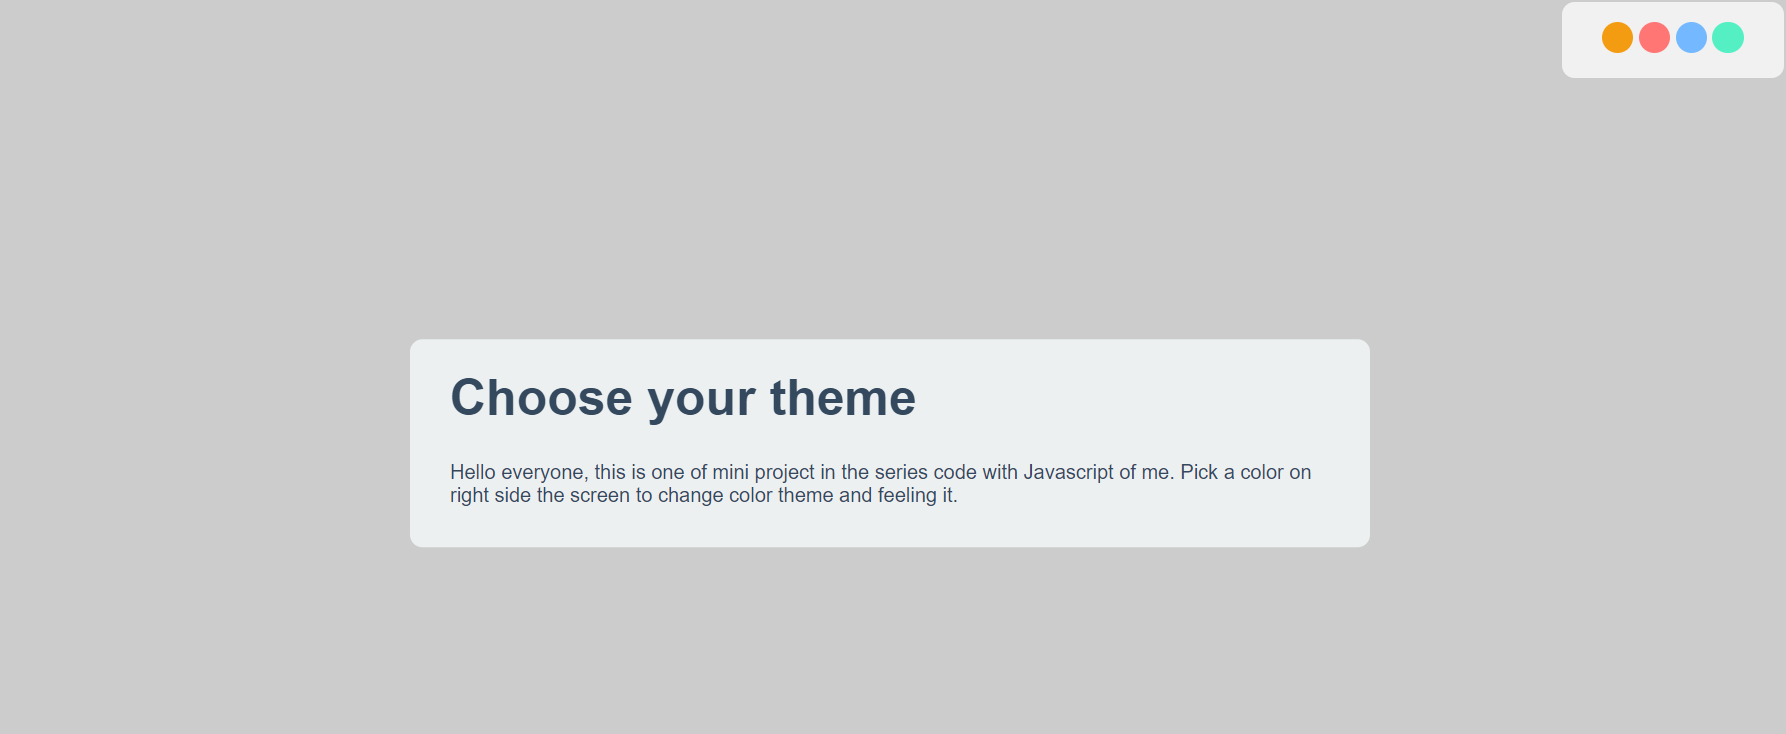 Choose your theme
Hello everyone, this is one of mini project in the series code with Javascript of me. Pick a color on
right side the screen to change color theme and feeling it.